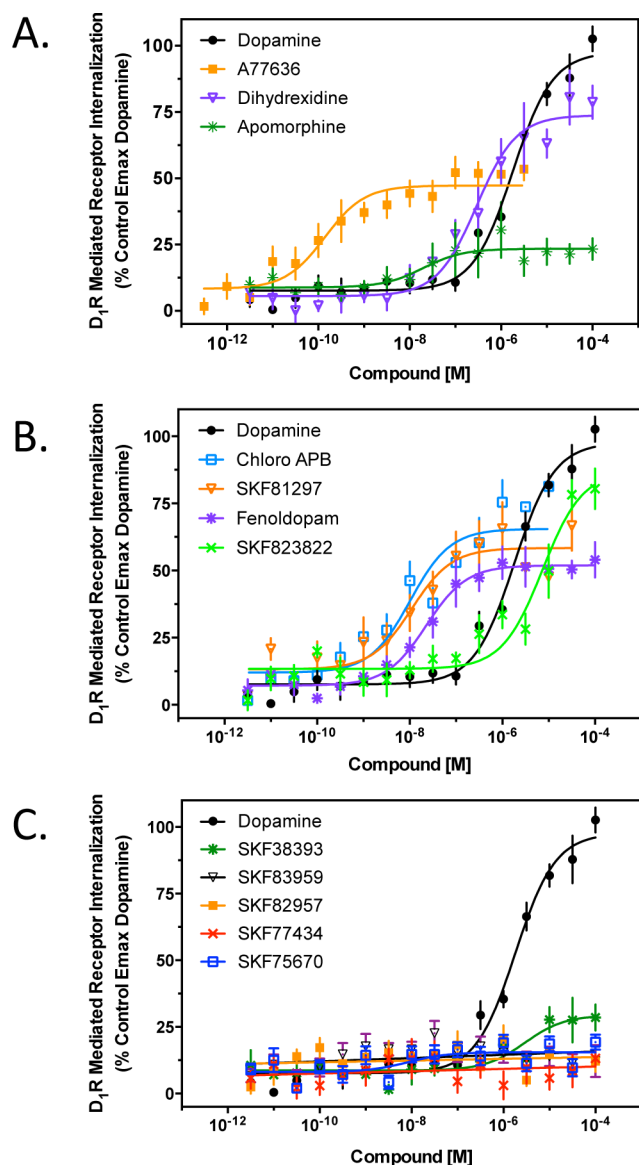 A.
D₁R Mediated Receptor Internalization
(% Control Emax Dopamine)
100
75
50
25
0
Dopamine
A77636
Dihydrexidine
Apomorphine
10⁻¹² 10⁻¹⁰ 10⁻⁸ 10⁻⁶ 10⁻⁴
Compound [M]
B.
D₁R Mediated Receptor Internalization
(% Control Emax Dopamine)
100
75
50
25
0
Dopamine
Chloro APB
SKF81297
Fenoldopam
SKF823822
10⁻¹² 10⁻¹⁰ 10⁻⁸ 10⁻⁶ 10⁻⁴
Compound [M]
C.
D₁R Mediated Receptor Internalization
(% Control Emax Dopamine)
100
75
50
25
0
Dopamine
SKF38393
SKF83959
SKF82957
SKF77434
SKF75670
10⁻¹² 10⁻¹⁰ 10⁻⁸ 10⁻⁶ 10⁻⁴
Compound [M]